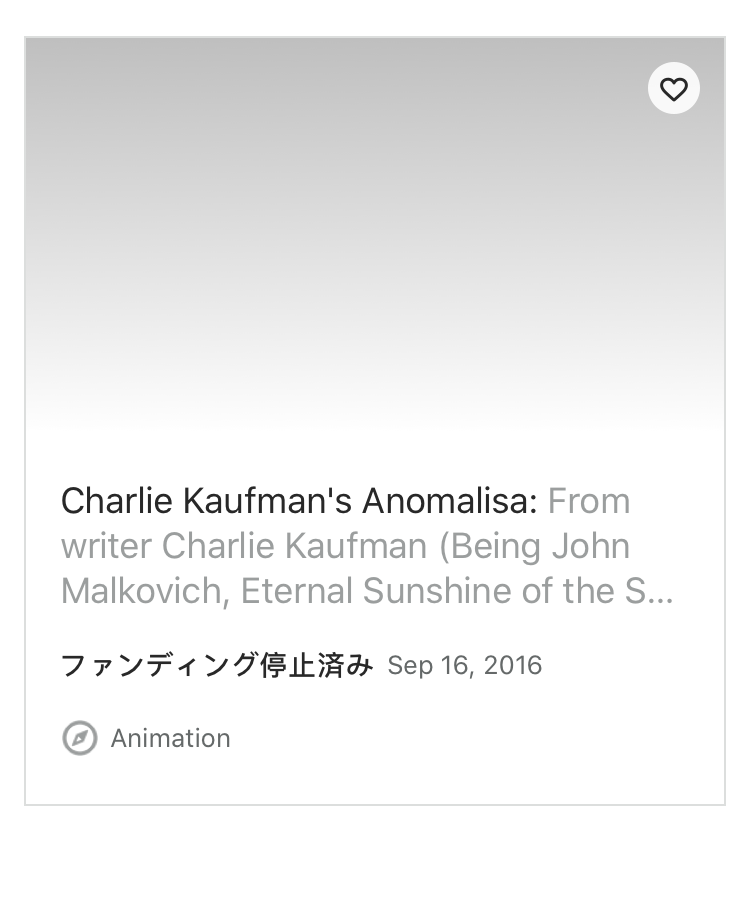 Charlie Kaufman's Anomalisa: From
writer Charlie Kaufman (Being John
Malkovich, Eternal Sunshine of the S...
ファンディング停止済み Sep 16, 2016
Animation